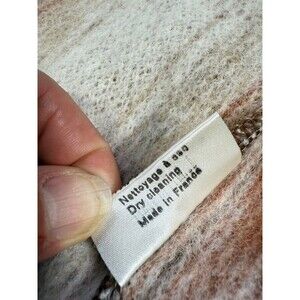 Nettoyage à sec
Dry cleaning
Made in France